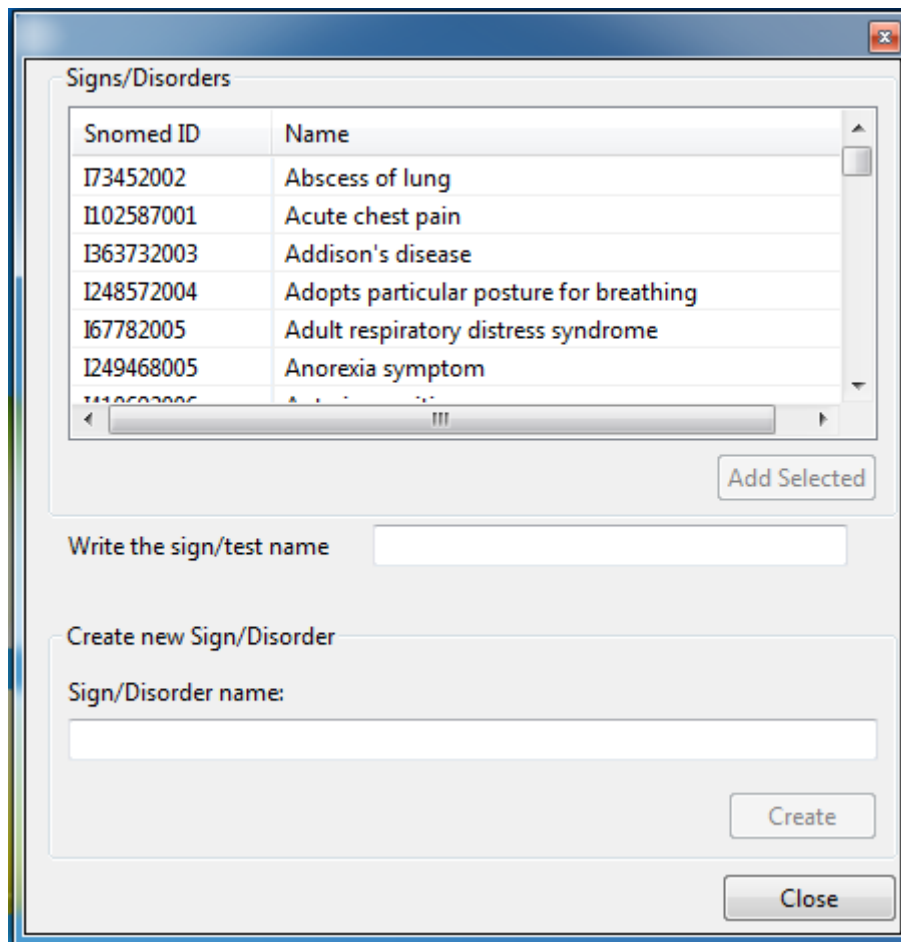 Signs/Disorders
Snomed ID Name
I73452002 Abscess of lung
I102587001 Acute chest pain
I363732003 Addison's disease
I248572004 Adopts particular posture for breathing
I67782005 Adult respiratory distress syndrome
I249468005 Anorexia symptom
Add Selected
Write the sign/test name
Create new Sign/Disorder
Sign/Disorder name:
Create
Close